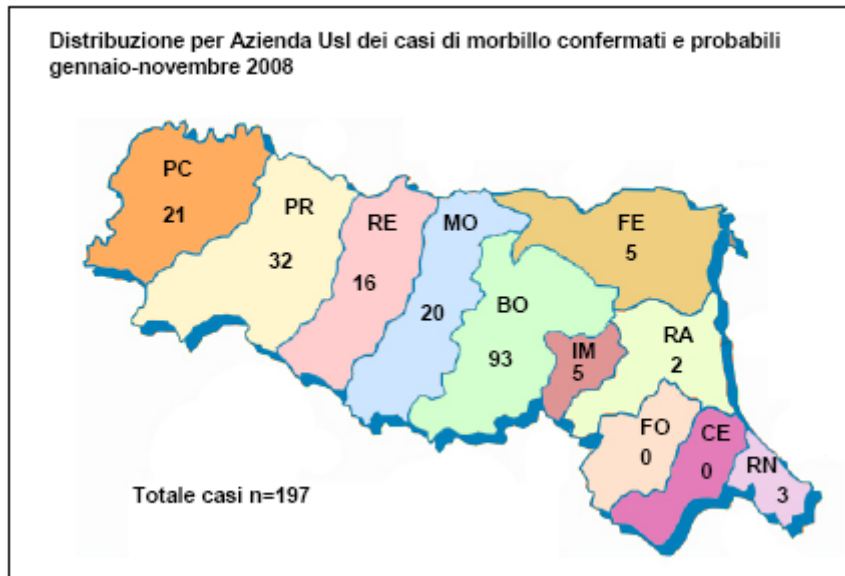 Distribuzione per Azienda Usl dei casi di morbillo confermati e probabili
gennaio-novembre 2008
PC
21
PR
32
RE
16
MO
20
BO
93
FE
5
IM
5
RA
2
FO
0
CE
0
RN
3
Totale casi n=197